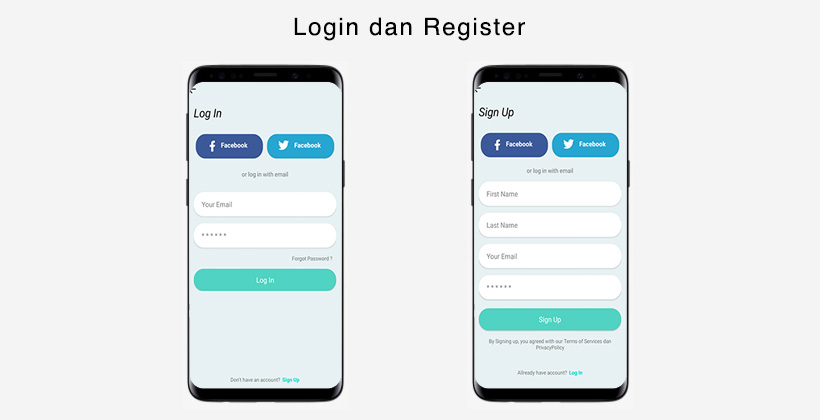 Login dan Register
Log In
Facebook
Facebook
or log in with email
Your Email
******
Forgot Password ?
Log In
Don't have an account? Sign Up
Sign Up
Facebook
Facebook
or log in with email
First Name
Last Name
Your Email
******
Sign Up
By Signing up, you agreed with our Terms of Services dan
PrivacyPolicy
Allready have account? Log In